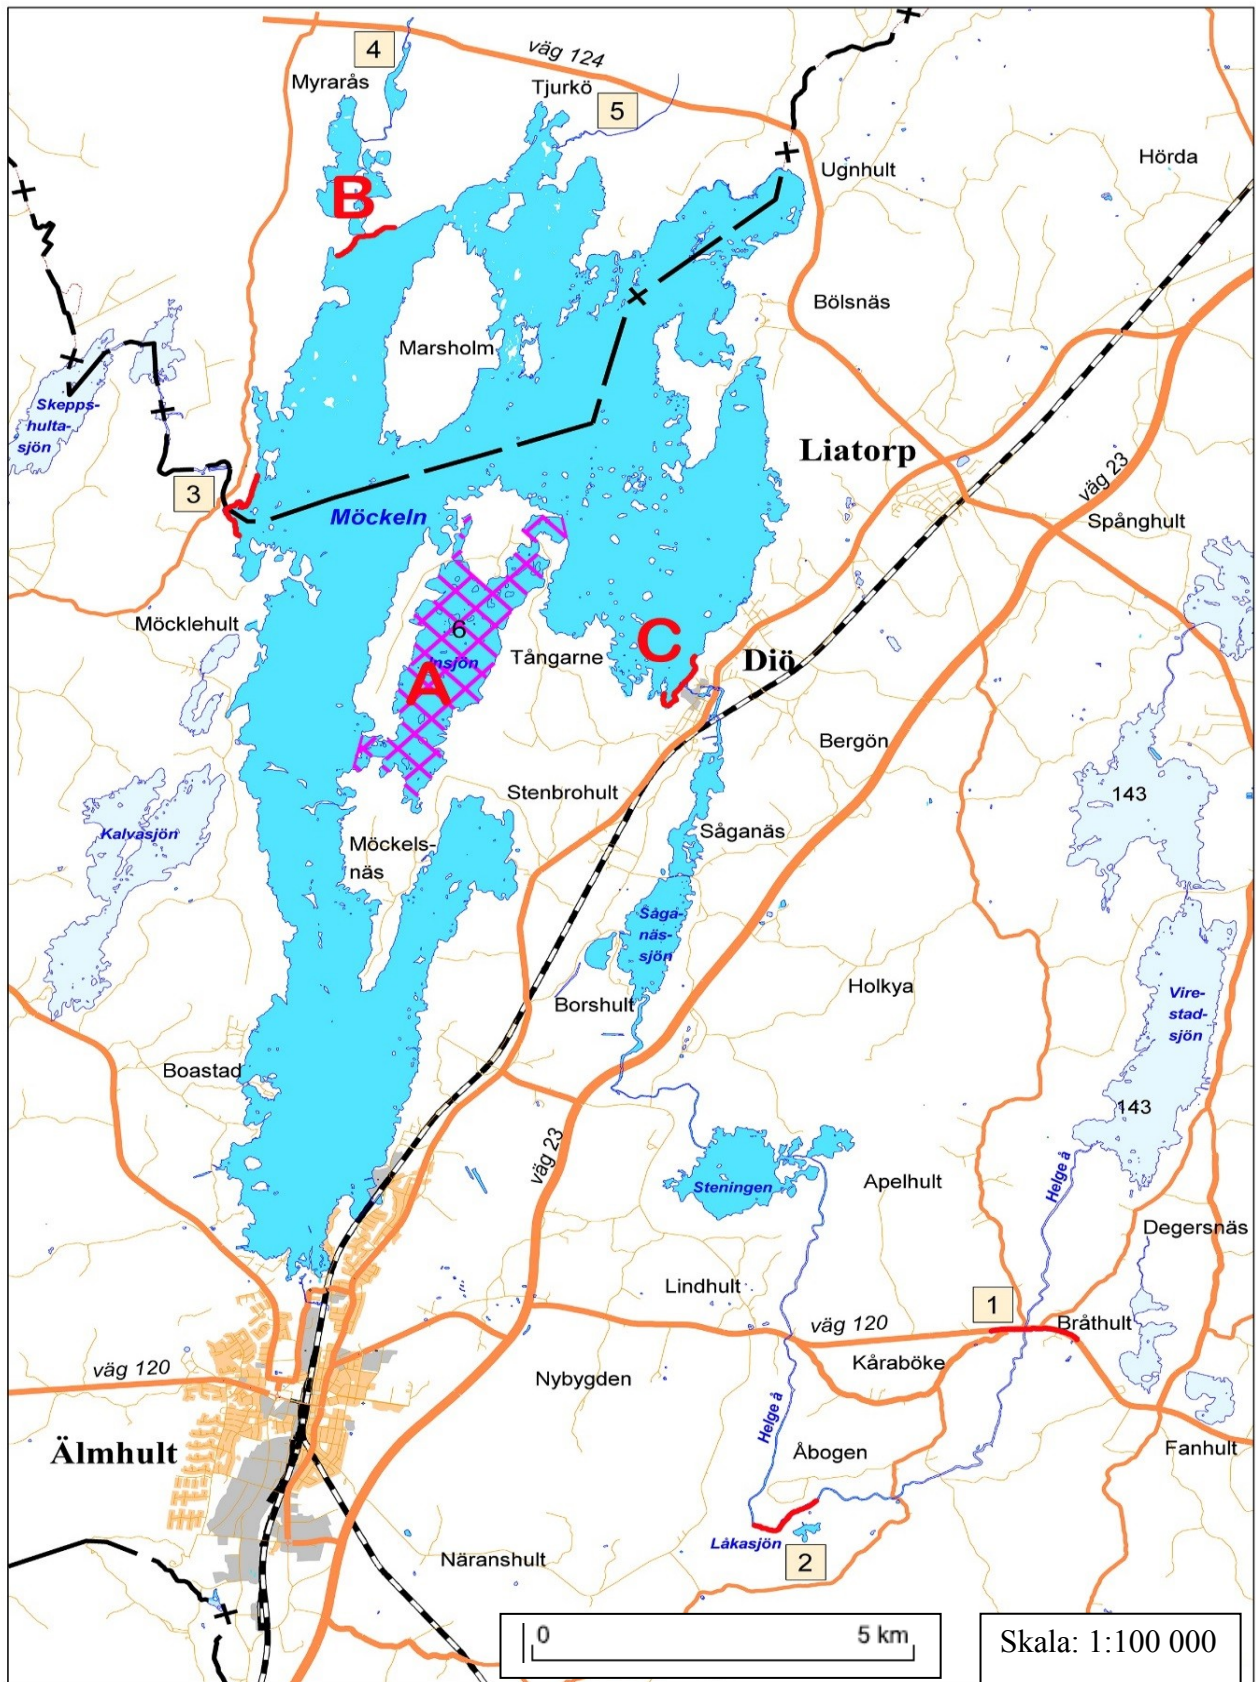 väg 124
4
Myrarås
Tjurkö
5
Ugnhult
Hörda
B
Bölsnäs
Marsholm
Skepps-
hulta-
sjön
Liatorp
väg 23
3
Möckeln
Spånghult
Möcklehult
6
Insjön
A
Tångarne
C
Diö
Bergön
Stenbrohult
143
Kalvasjön
Möckels-
näs
Såganäs
Såga-
näs-
sjön
Holkya
Borshult
Vire-
stad-
sjön
Boastad
143
väg 23
Steningen
Apelhult
Helge å
Degersnäs
Lindhult
1
väg 120
Bråthult
Kåraböke
väg 120
Nybygden
Helge å
Älmhult
Åbogen
Fanhult
Låkasjön
2
Näranshult
0
5 km
Skala: 1:100 000